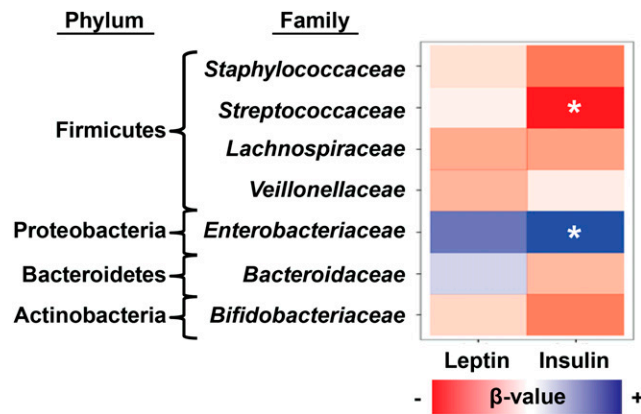 Phylum Family
Staphylococcaceae
Streptococcaceae *
Firmicutes
Lachnospiraceae
Veillonellaceae
Proteobacteria Enterobacteriaceae *
Bacteroidetes Bacteroidaceae
Actinobacteria Bifidobacteriaceae
Leptin Insulin
- β-value +